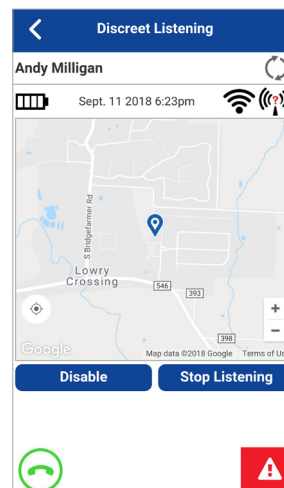 Discreet Listening
Andy Milligan
Sept. 11 2018 6:23pm
?
S Bridgefarmer Rd
Lowry
Crossing
546
393
+
−
398
Google
Map data ©2018 Google Terms of Us
Disable
Stop Listening